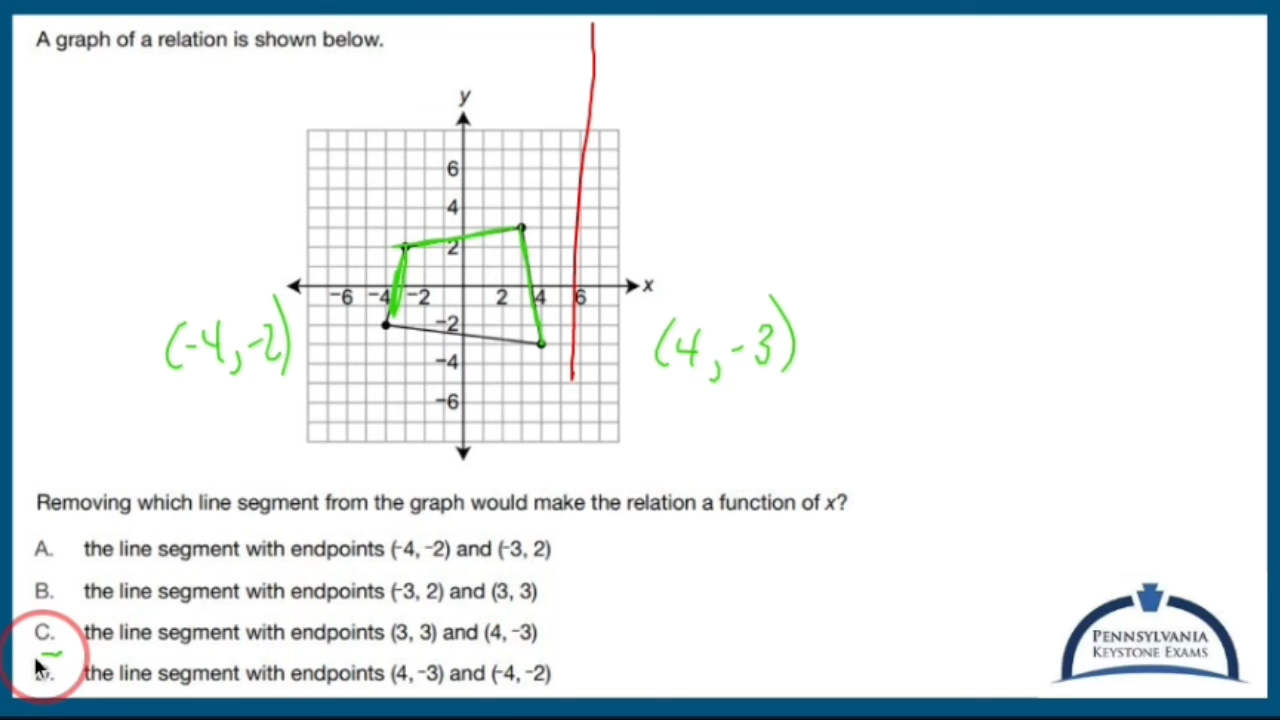 A graph of a relation is shown below.
y
6
4
2
−6 −4 −2 2 4 6 x
−2
−4
−6
(-4, -2) (4, -3)
Removing which line segment from the graph would make the relation a function of x?
A. the line segment with endpoints (−4, −2) and (−3, 2)
B. the line segment with endpoints (−3, 2) and (3, 3)
C. the line segment with endpoints (3, 3) and (4, −3)
the line segment with endpoints (4, −3) and (−4, −2)
PENNSYLVANIA
KEYSTONE EXAMS